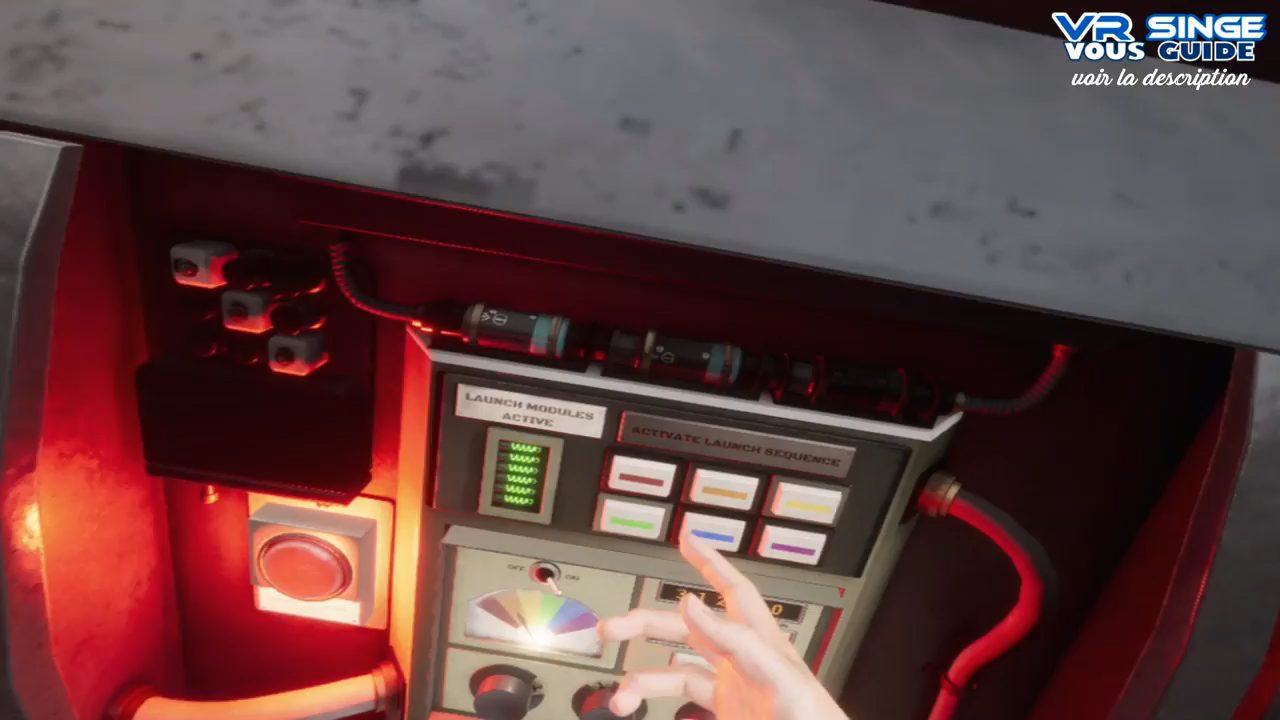 VR SINGE
VOUS GUIDE
voir la description
LAUNCH MODULES
ACTIVE
ACTIVATE LAUNCH SEQUENCE
OFF
ON